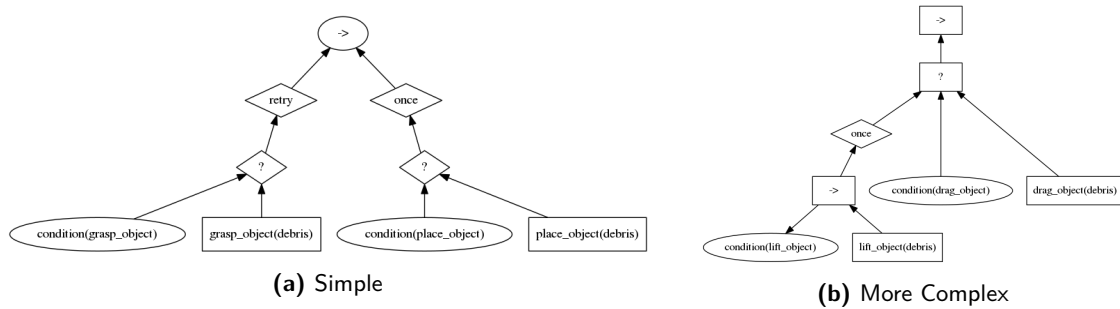 ->
retry
once
?
?
condition(grasp_object)
grasp_object(debris)
condition(place_object)
place_object(debris)
(a) Simple
->
?
once
->
condition(drag_object)
drag_object(debris)
condition(lift_object)
lift_object(debris)
(b) More Complex